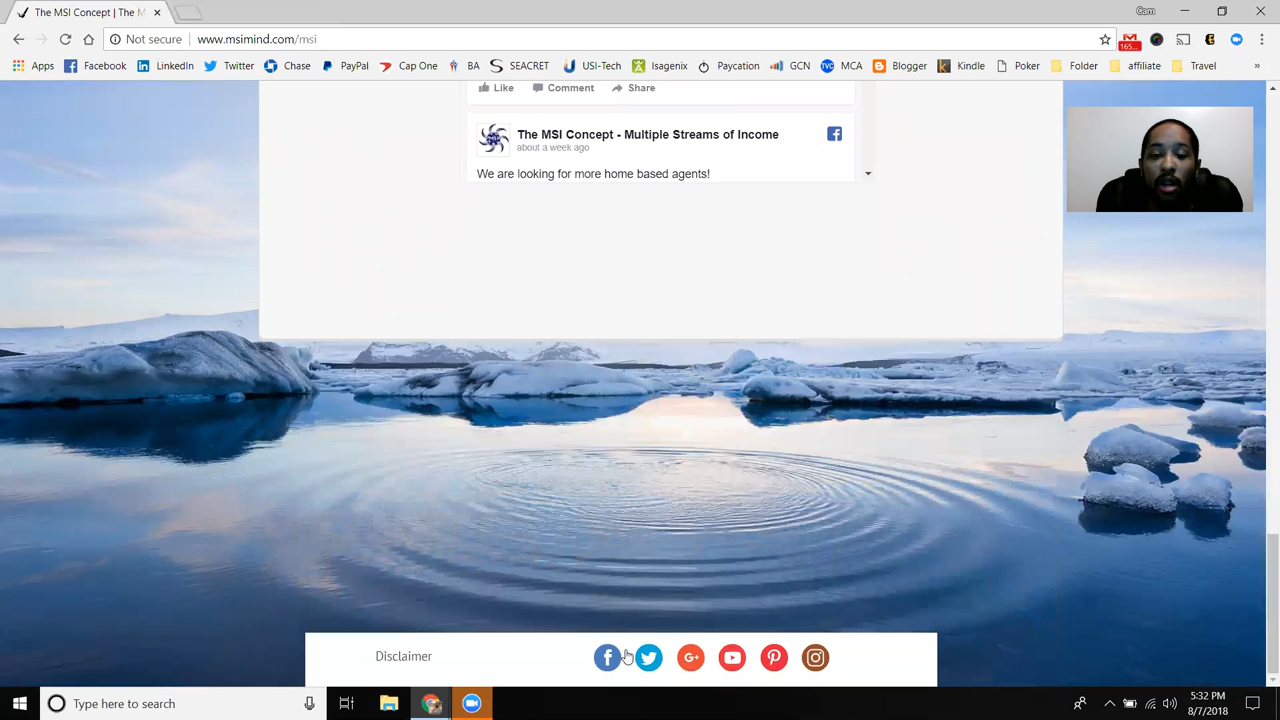 The MSI Concept | The M
Cam
Not secure
www.msimind.com/msi
165...
Apps
Facebook
LinkedIn
Twitter
Chase
PayPal
Cap One
BA
SEACRET
USI-Tech
Isagenix
Paycation
GCN
MCA
Blogger
Kindle
Poker
Folder
affiliate
Travel
»
Like
Comment
Share
The MSI Concept - Multiple Streams of Income
about a week ago
We are looking for more home based agents!
Disclaimer
Type here to search
5:32 PM
8/7/2018